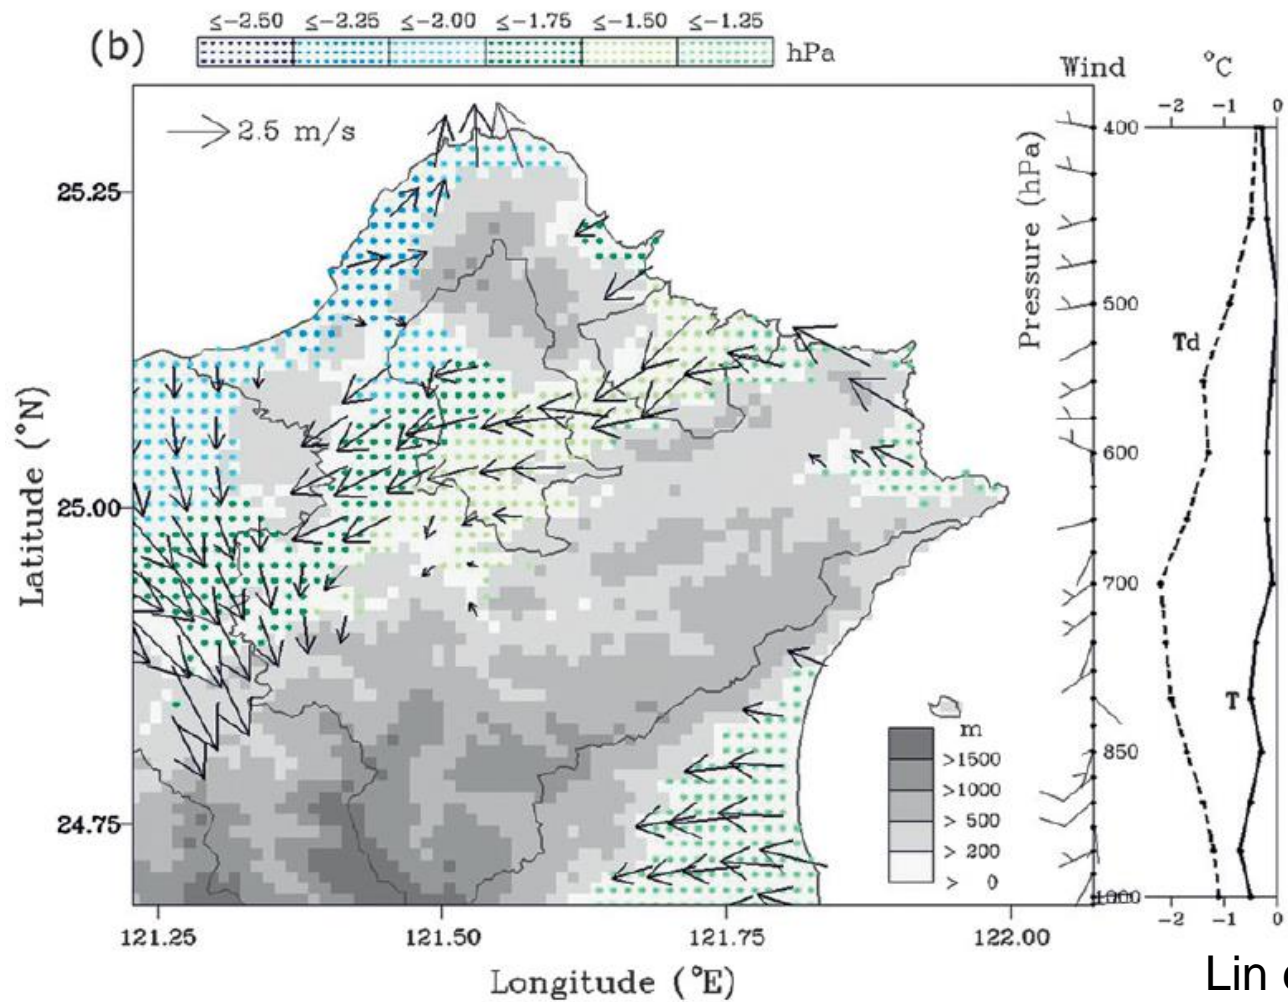 (b)
≤−2.50 ≤−2.25 ≤−2.00 ≤−1.75 ≤−1.50 ≤−1.25
hPa
2.5 m/s
25.25
25.00
24.75
Latitude (°N)
121.25 121.50 121.75 122.00
Longitude (°E)
m
>1500
>1000
> 500
> 200
> 0
Wind
°C
Pressure (hPa)
−2 −1 0
400
500
600
700
850
1000
Td
T
−2 −1 0
Lin